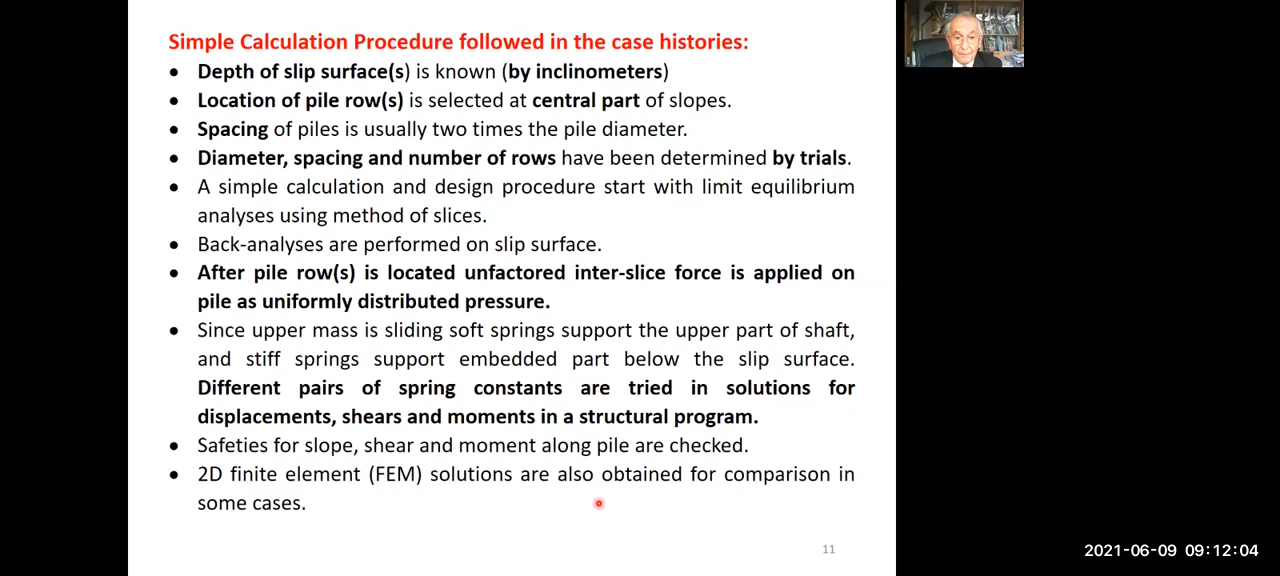 Simple Calculation Procedure followed in the case histories:
• Depth of slip surface(s) is known (by inclinometers)
• Location of pile row(s) is selected at central part of slopes.
• Spacing of piles is usually two times the pile diameter.
• Diameter, spacing and number of rows have been determined by trials.
• A simple calculation and design procedure start with limit equilibrium
analyses using method of slices.
• Back-analyses are performed on slip surface.
• After pile row(s) is located unfactored inter-slice force is applied on
pile as uniformly distributed pressure.
• Since upper mass is sliding soft springs support the upper part of shaft,
and stiff springs support embedded part below the slip surface.
Different pairs of spring constants are tried in solutions for
displacements, shears and moments in a structural program.
• Safeties for slope, shear and moment along pile are checked.
• 2D finite element (FEM) solutions are also obtained for comparison in
some cases.
11
2021-06-09 09:12:04